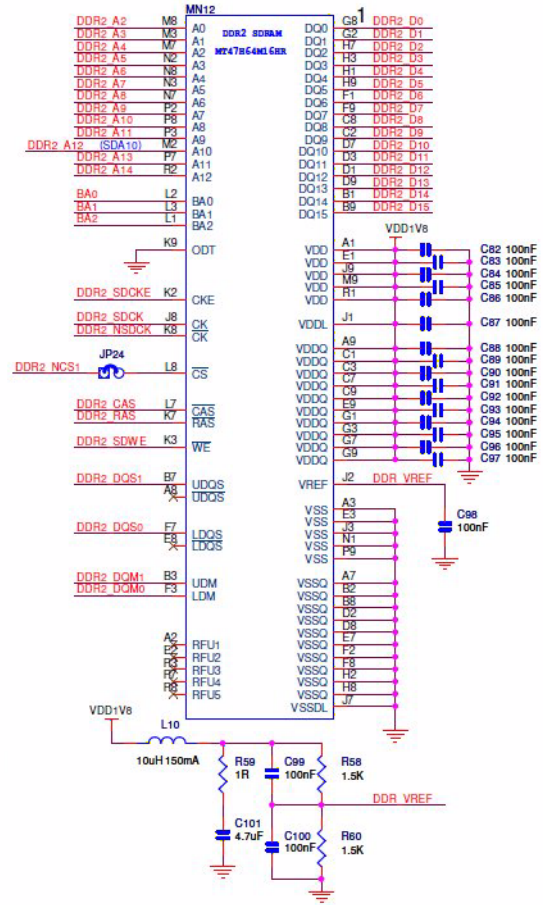 MN12
1
DDR2 SDRAM
MT47H64M16HR
DDR2_A2 M8 A0 DQ0 G8 DDR2_D0
DDR2_A3 M3 A1 DQ1 G2 DDR2_D1
DDR2_A4 M7 A2 DQ2 H7 DDR2_D2
DDR2_A5 N2 A3 DQ3 H3 DDR2_D3
DDR2_A6 N8 A4 DQ4 H1 DDR2_D4
DDR2_A7 N3 A5 DQ5 H9 DDR2_D5
DDR2_A8 N7 A6 DQ6 F1 DDR2_D6
DDR2_A9 P2 A7 DQ7 F9 DDR2_D7
DDR2_A10 P8 A8 DQ8 C8 DDR2_D8
DDR2_A11 P3 A9 DQ9 C2 DDR2_D9
DDR2_A12 (SDA10) M2 A10 DQ10 D7 DDR2_D10
DDR2_A13 P7 A11 DQ11 D3 DDR2_D11
DDR2_A14 R2 A12 DQ12 D1 DDR2_D12
DQ13 D9 DDR2_D13
BA0 L2 BA0 DQ14 B1 DDR2_D14
BA1 L3 BA1 DQ15 B9 DDR2_D15
BA2 L1 BA2
VDD1V8
K9 ODT VDD A1 C82 100nF
VDD E1 C83 100nF
VDD J9 C84 100nF
VDD M9 C85 100nF
DDR2_SDCKE K2 CKE VDD R1 C86 100nF
DDR2_SDCK J8 CK VDDL J1 C87 100nF
DDR2_NSDCK K8 CK
VDDQ A9 C88 100nF
JP24 VDDQ C1 C89 100nF
DDR2_NCS1 L8 CS VDDQ C3 C90 100nF
VDDQ C7 C91 100nF
VDDQ C9 C92 100nF
DDR2_CAS L7 CAS VDDQ E9 C93 100nF
DDR2_RAS K7 RAS VDDQ G1 C94 100nF
VDDQ G3 C95 100nF
DDR2_SDWE K3 WE VDDQ G7 C96 100nF
VDDQ G9 C97 100nF
DDR2_DQS1 B7 UDQS VREF J2 DDR_VREF
A8 UDQS
C98
100nF
VSS A3
VSS E3
DDR2_DQS0 F7 LDQS VSS J3
E8 LDQS VSS N1
VSS P9
DDR2_DQM1 B3 UDM VSSQ A7
DDR2_DQM0 F3 LDM VSSQ B2
VSSQ B8
VSSQ D2
VSSQ D8
A2 RFU1 VSSQ E7
E2 RFU2 VSSQ F2
R3 RFU3 VSSQ F8
R7 RFU4 VSSQ H2
R8 RFU5 VSSQ H8
VSSDL J7
VDD1V8
L10
10uH 150mA
R59
1R
C99
100nF
R58
1.5K
DDR_VREF
C101
4.7uF
C100
100nF
R60
1.5K